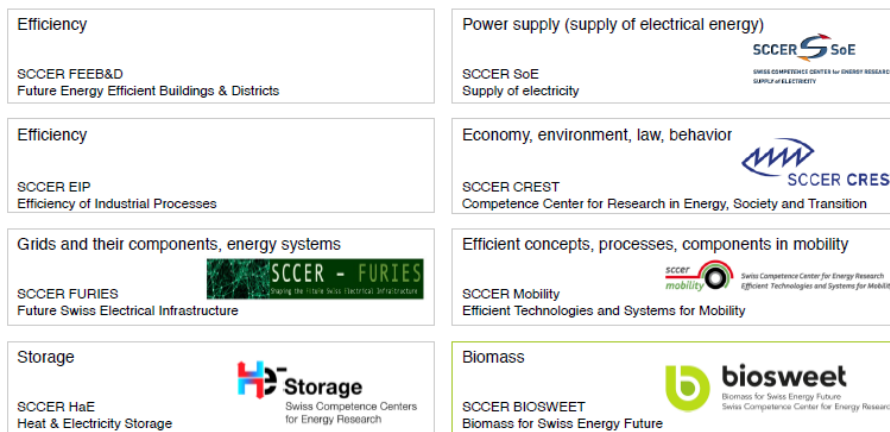 Efficiency
SCCER FEEB&D
Future Energy Efficient Buildings & Districts
Power supply (supply of electrical energy)
SCCER SoE
SWISS COMPETENCE CENTER for ENERGY RESEARC
SUPPLY of ELECTRICITY
SCCER SoE
Supply of electricity
Efficiency
SCCER EIP
Efficiency of Industrial Processes
Economy, environment, law, behavior
SCCER CRES
SCCER CREST
Competence Center for Research in Energy, Society and Transition
Grids and their components, energy systems
SCCER - FURIES
Shaping the Future Swiss Electrical Infrastructure
SCCER FURIES
Future Swiss Electrical Infrastructure
Efficient concepts, processes, components in mobility
sccer
mobility
Swiss Competence Center for Energy Research
Efficient Technologies and Systems for Mobilit
SCCER Mobility
Efficient Technologies and Systems for Mobility
Storage
He-Storage
Swiss Competence Centers
for Energy Research
SCCER HaE
Heat & Electricity Storage
Biomass
b biosweet
Biomass for Swiss Energy Future
Swiss Competence Center for Energy Researc
SCCER BIOSWEET
Biomass for Swiss Energy Future